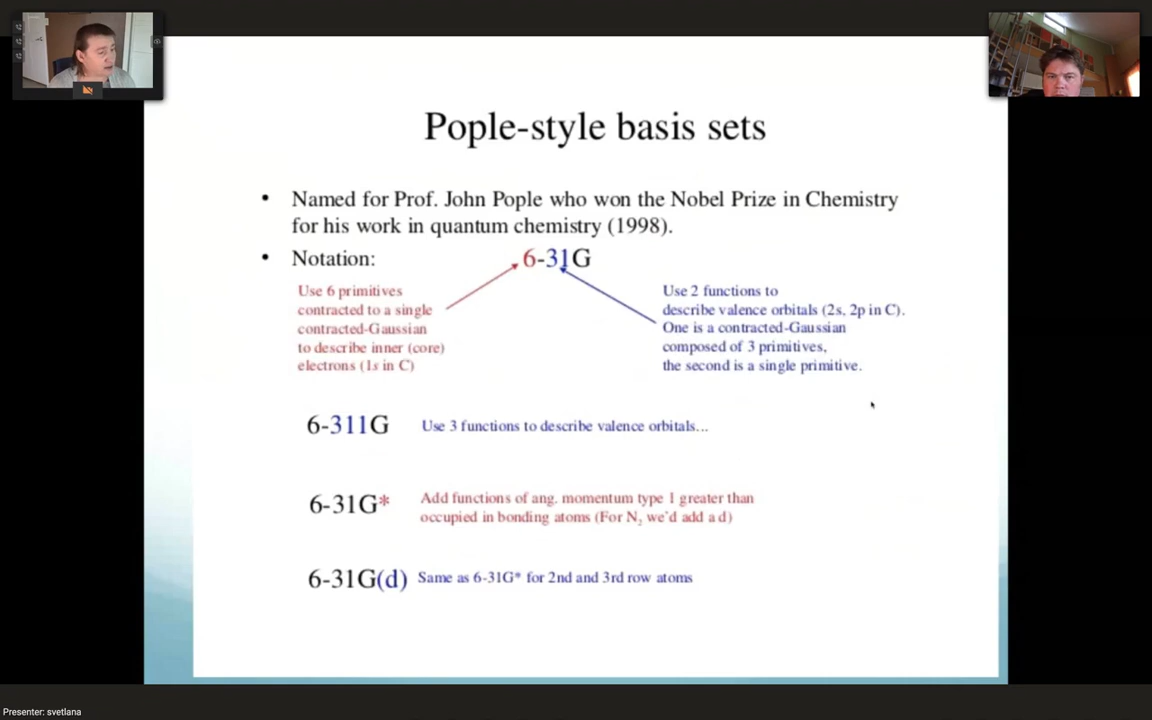 Pople-style basis sets
• Named for Prof. John Pople who won the Nobel Prize in Chemistry
for his work in quantum chemistry (1998).
• Notation:
6-31G
Use 6 primitives
contracted to a single
contracted-Gaussian
to describe inner (core)
electrons (1s in C)
Use 2 functions to
describe valence orbitals (2s, 2p in C).
One is a contracted-Gaussian
composed of 3 primitives,
the second is a single primitive.
6-311G Use 3 functions to describe valence orbitals...
6-31G* Add functions of ang. momentum type 1 greater than
occupied in bonding atoms (For N₂ we'd add a d)
6-31G(d) Same as 6-31G* for 2nd and 3rd row atoms
Presenter: svetlana